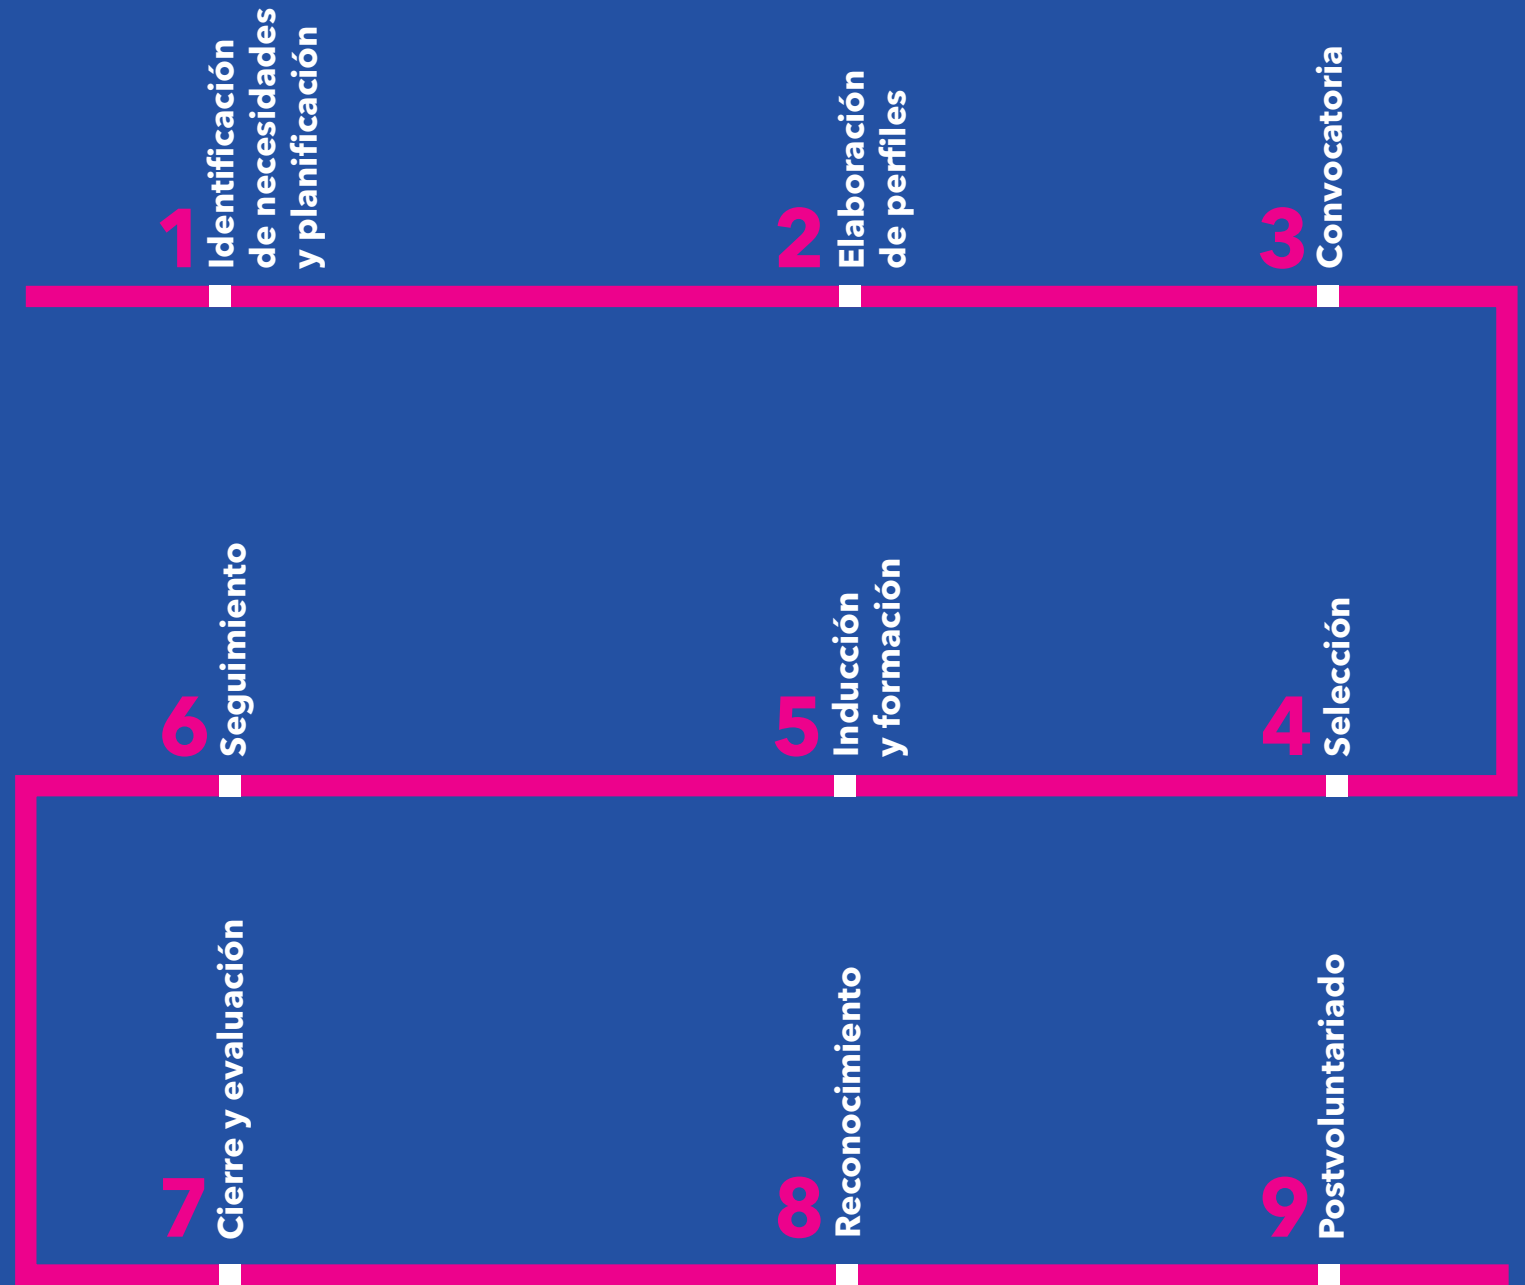 1
Identificación
de necesidades
y planificación
2
Elaboración
de perfiles
3
Convocatoria
4
Selección
5
Inducción
y formación
6
Seguimiento
7
Cierre y evaluación
8
Reconocimiento
9
Postvoluntariado